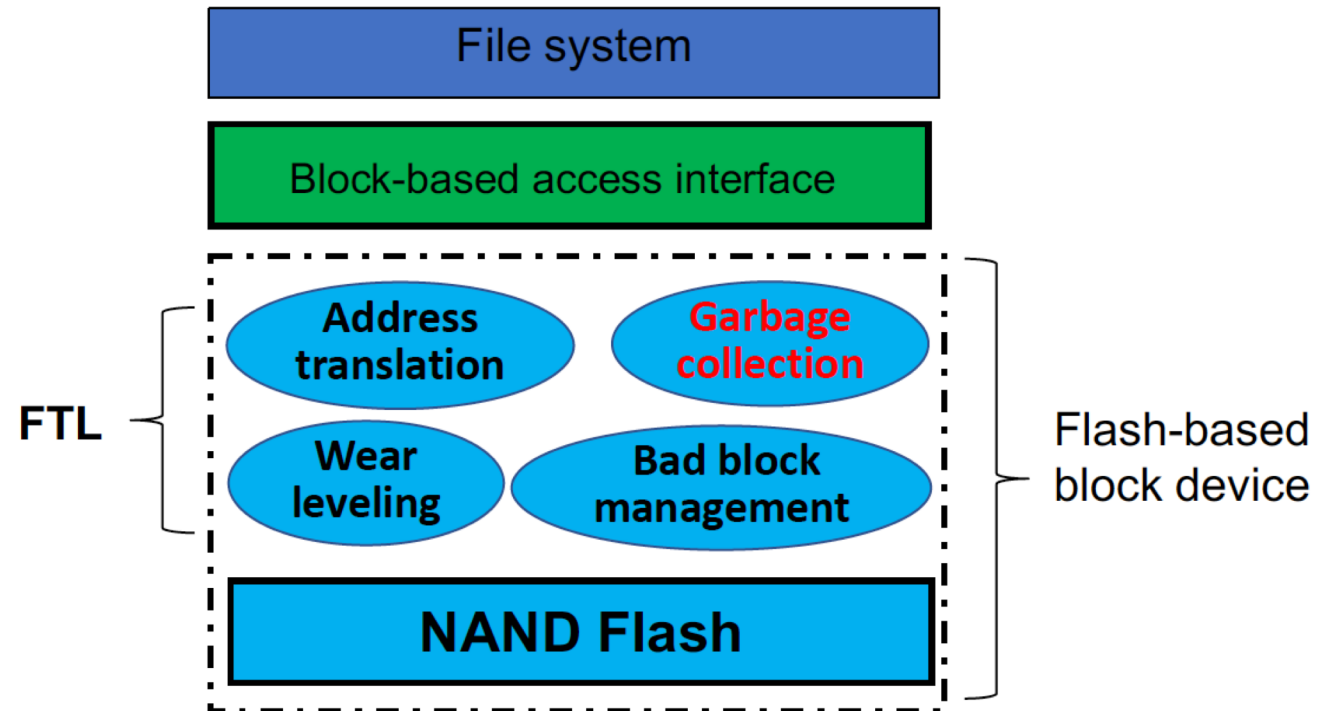 File system
Block-based access interface
Address
translation
Garbage
collection
FTL
Wear
leveling
Bad block
management
Flash-based
block device
NAND Flash